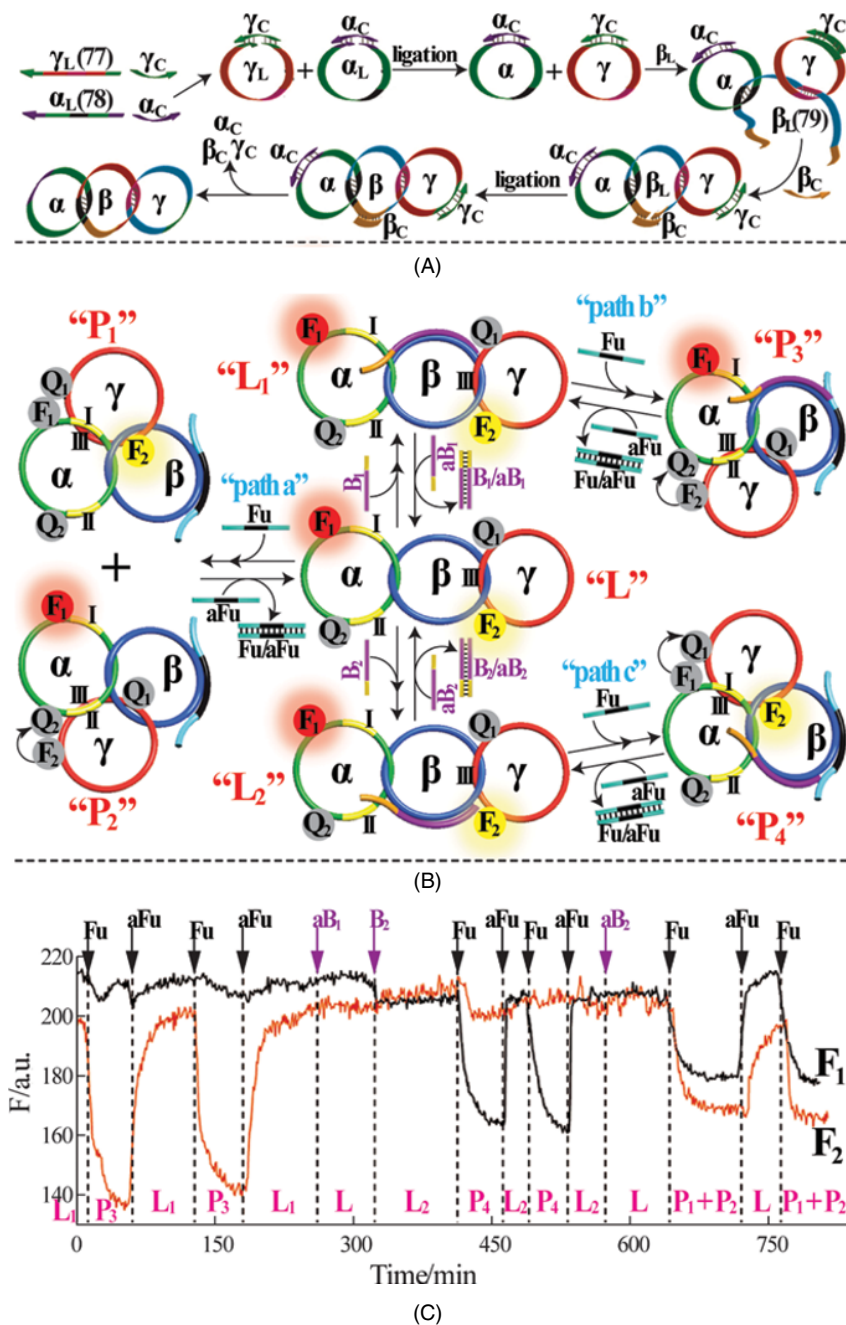 γL(77) γC
αL(78) αC
γC
γL
+
αC
αL
ligation
αC
α
+
γC
γ
βL
αC
α
γC
γ
βL(79)
βC
αC
α
βL
γ
βC
γC
ligation
αC
α
β
γ
βC
γC
αC
βC γC
α
β
γ
(A)
"P1"
Q1
F1
I
γ
III
F2
α
β
Q2
II
+
F1
I
α
III
Q1
β
Q2
II
F2
γ
"P2"
"path a"
Fu
aFu
Fu/aFu
"L1"
F1
I
Q1
α
β
III
γ
Q2
II
F2
B1
aB1
B1/aB1
F1
I
Q1
α
β
III
γ
"L"
Q2
II
F2
B2
aB2
B2/aB2
"L2"
F1
I
Q1
α
β
III
γ
Q2
II
F2
"path b"
Fu
aFu
Fu/aFu
"P3"
F1
I
α
β
III
Q1
Q2
II
F2
γ
"path c"
Fu
aFu
Fu/aFu
Q1
γ
F1
I
III
F2
α
β
Q2
II
"P4"
(B)
Fu aFu Fu aFu aB1 B2 Fu aFu Fu aFu aB2 Fu aFu Fu
220
200
180
160
140
F/a.u.
F1
F2
L1 P3 L1 P3 L1 L L2 P4 L2 P4 L2 L P1+P2 L P1+P2
0 150 300 450 600 750
Time/min
(C)